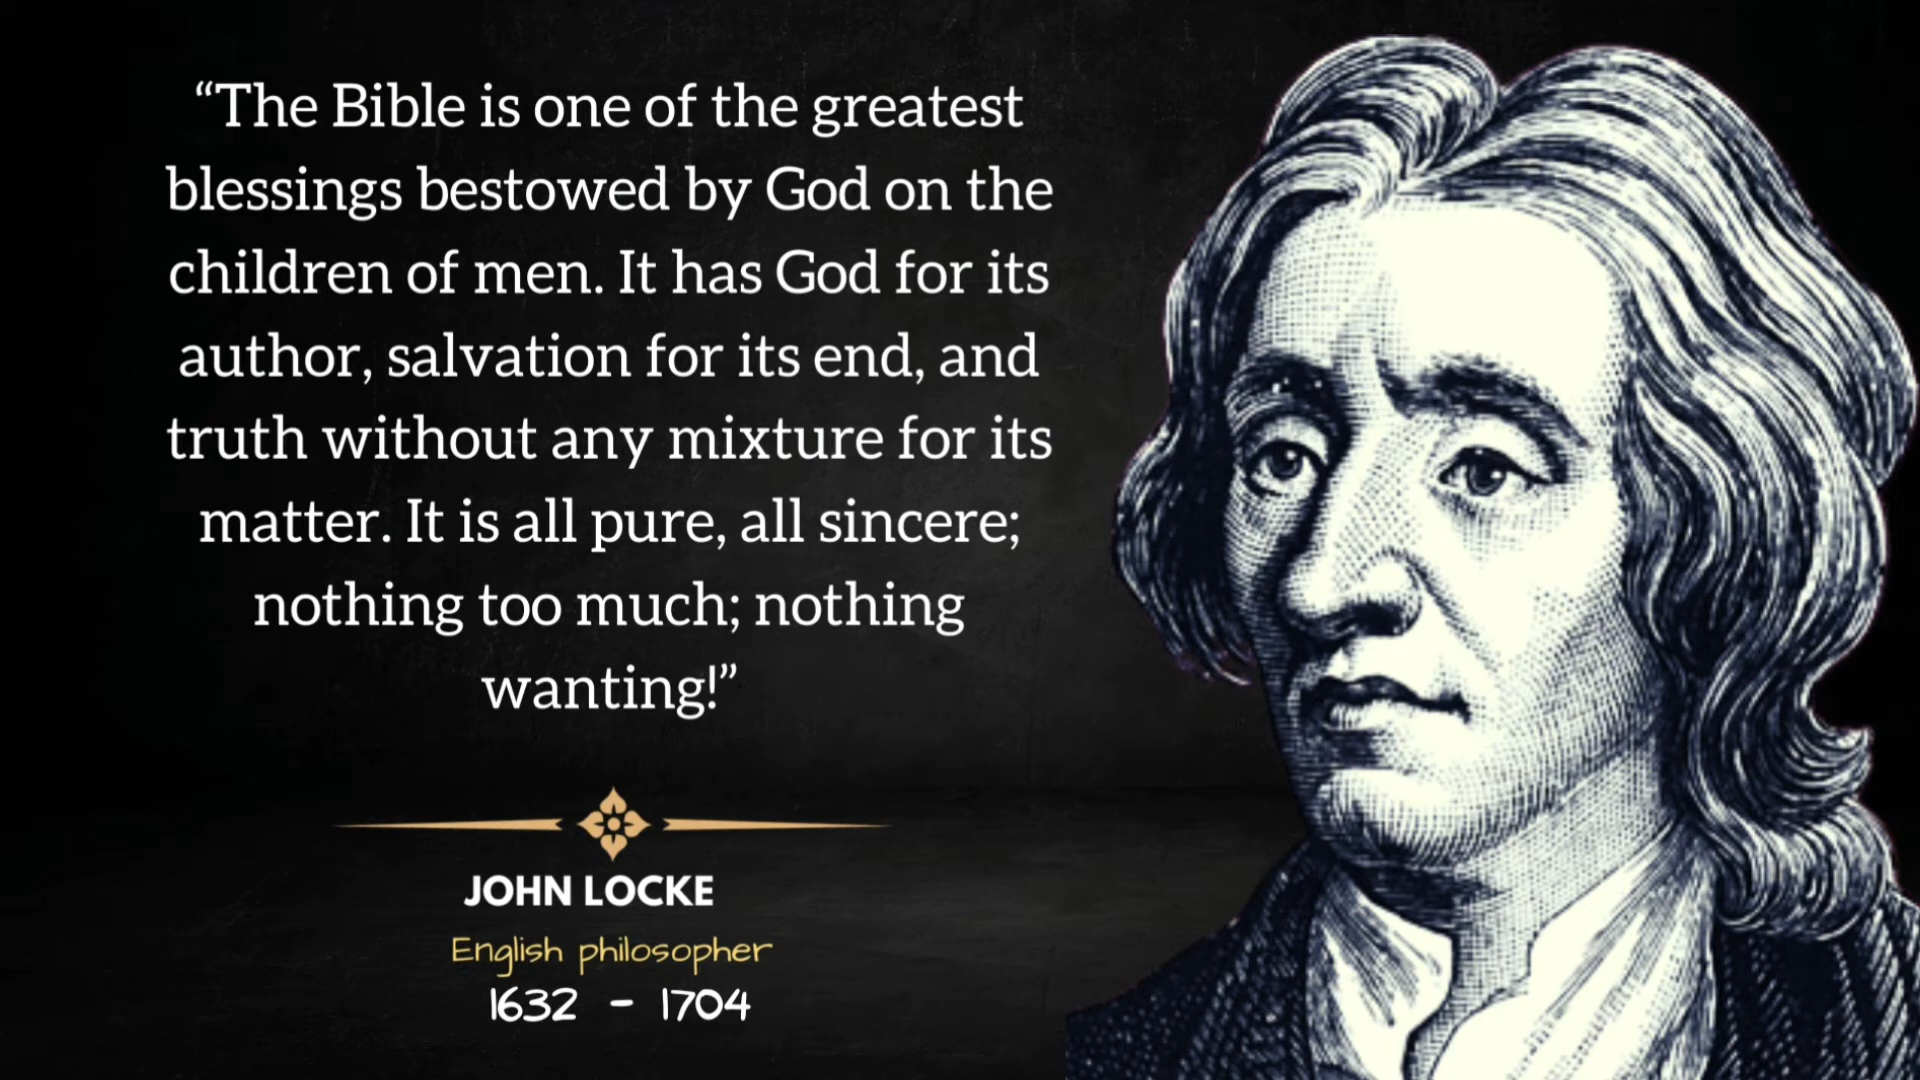 “The Bible is one of the greatest
blessings bestowed by God on the
children of men. It has God for its
author, salvation for its end, and
truth without any mixture for its
matter. It is all pure, all sincere;
nothing too much; nothing
wanting!”
JOHN LOCKE
English philosopher
1632 - 1704